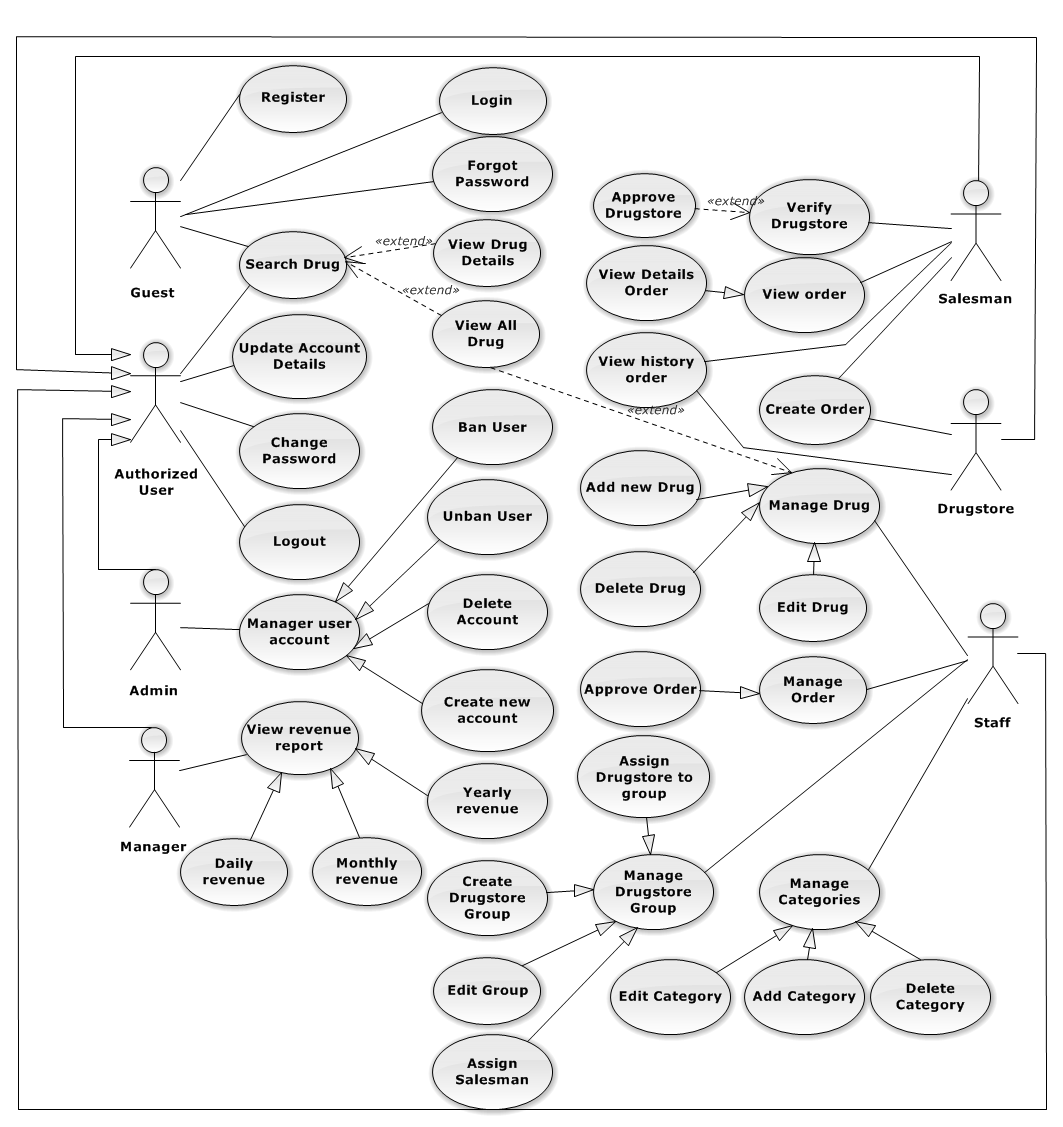 Register
Login
Forgot
Password
Guest
Search Drug
«extend»
View Drug
Details
«extend»
View All
Drug
Approve
Drugstore
«extend»
Verify
Drugstore
View Details
Order
View order
Salesman
View history
order
«extend»
Create Order
Drugstore
Update Account
Details
Authorized
User
Change
Password
Logout
Ban User
Unban User
Add new Drug
Manage Drug
Delete Drug
Edit Drug
Admin
Manager user
account
Delete
Account
Create new
account
Approve Order
Manage
Order
Staff
Manager
View revenue
report
Yearly
revenue
Daily
revenue
Monthly
revenue
Assign
Drugstore to
group
Create
Drugstore
Group
Manage
Drugstore
Group
Manage
Categories
Edit Group
Assign
Salesman
Edit Category
Add Category
Delete
Category